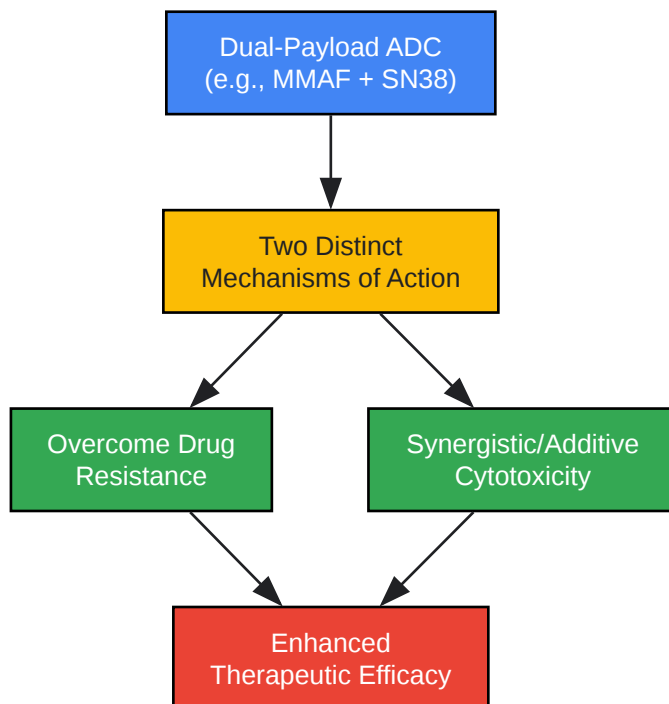 Dual-Payload ADC
(e.g., MMAF + SN38)
Two Distinct
Mechanisms of Action
Overcome Drug
Resistance
Synergistic/Additive
Cytotoxicity
Enhanced
Therapeutic Efficacy